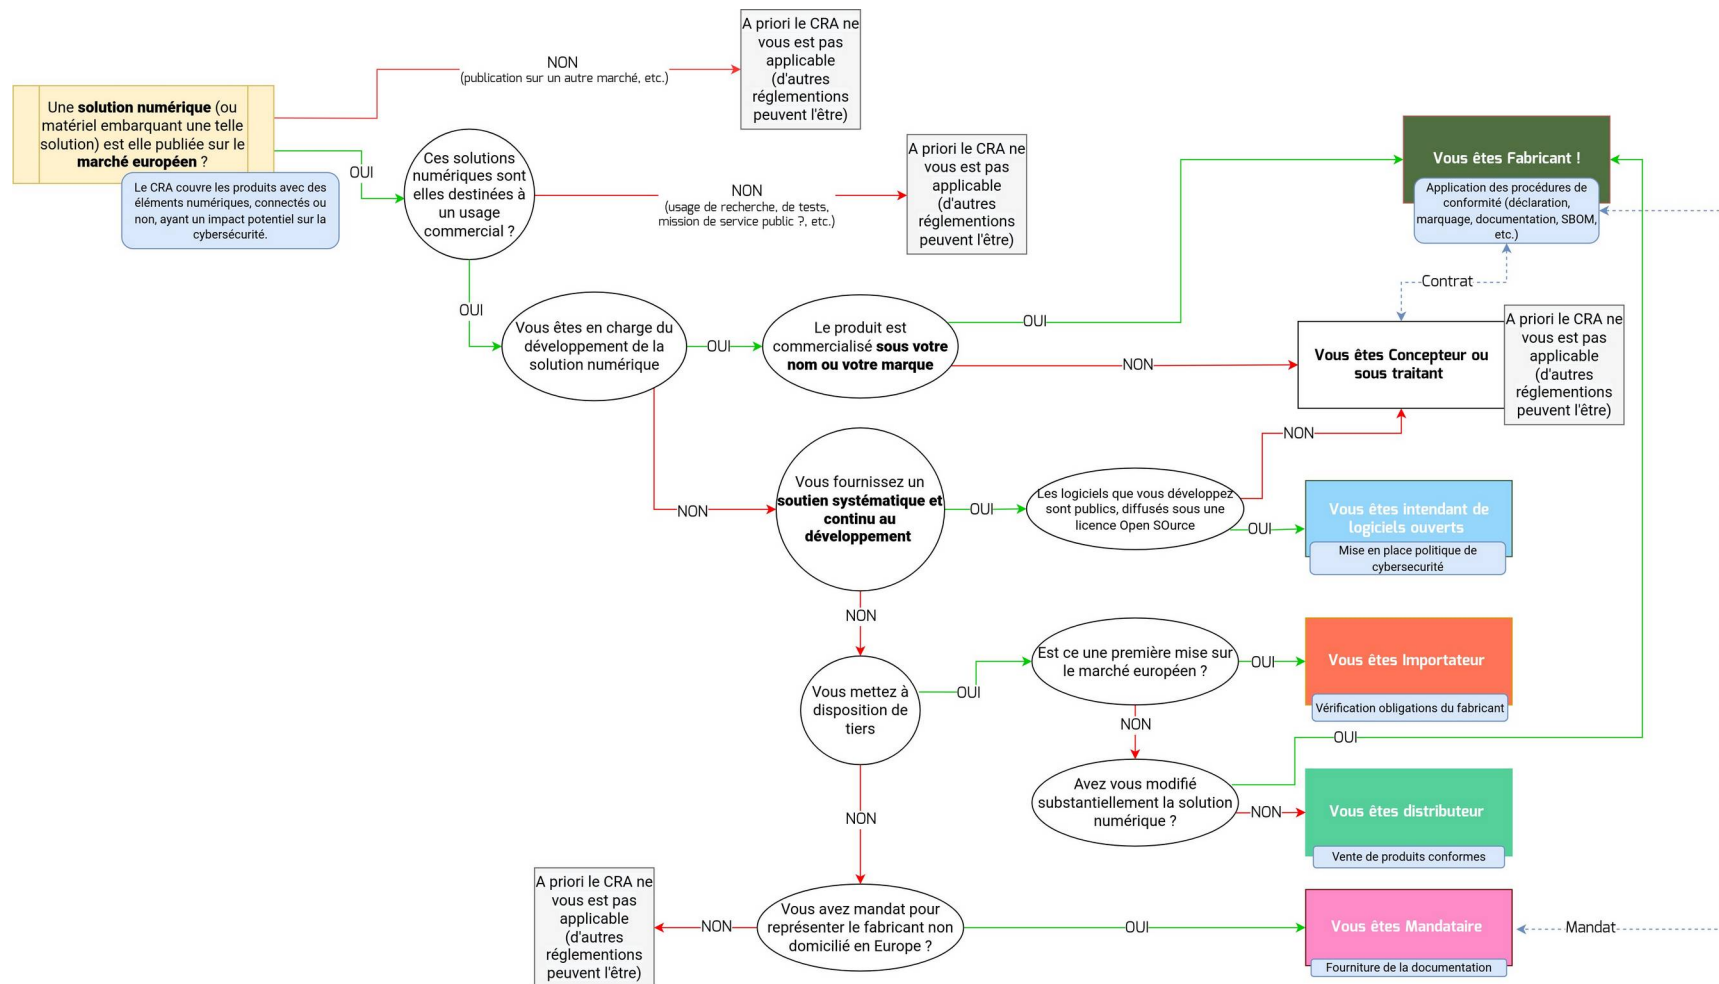 Une solution numérique (ou
matériel embarquant une telle
solution) est elle publiée sur le
marché européen ?
Le CRA couvre les produits avec des
éléments numériques, connectés ou
non, ayant un impact potentiel sur la
cybersécurité.
NON
(publication sur un autre marché, etc.)
A priori le CRA ne
vous est pas
applicable
(d'autres
réglementions
peuvent l'être)
OUI
Ces solutions
numériques sont
elles destinées à
un usage
commercial ?
NON
(usage de recherche, de tests,
mission de service public ?, etc.)
A priori le CRA ne
vous est pas
applicable
(d'autres
réglementions
peuvent l'être)
Vous êtes Fabricant !
Application des procédures de
conformité (déclaration,
marquage, documentation, SBOM,
etc.)
Contrat
OUI
Vous êtes en charge du
développement de la
solution numérique
OUI
Le produit est
commercialisé sous votre
nom ou votre marque
OUI
NON
Vous êtes Concepteur ou
sous traitant
A priori le CRA ne
vous est pas
applicable
(d'autres
réglementions
peuvent l'être)
NON
Vous fournissez un
soutien systématique et
continu au
développement
OUI
Les logiciels que vous développez
sont publics, diffusés sous une
licence Open SOurce
NON
OUI
Vous êtes intendant de
logiciels ouverts
Mise en place politique de
cybersecurité
NON
Vous mettez à
disposition de
tiers
OUI
Est ce une première mise sur
le marché européen ?
OUI
Vous êtes Importateur
Vérification obligations du fabricant
NON
Avez vous modifié
substantiellement la solution
numérique ?
OUI
NON
Vous êtes distributeur
Vente de produits conformes
NON
Vous avez mandat pour
représenter le fabricant non
domicilié en Europe ?
NON
A priori le CRA ne
vous est pas
applicable
(d'autres
réglementions
peuvent l'être)
OUI
Vous êtes Mandataire
Fourniture de la documentation
Mandat